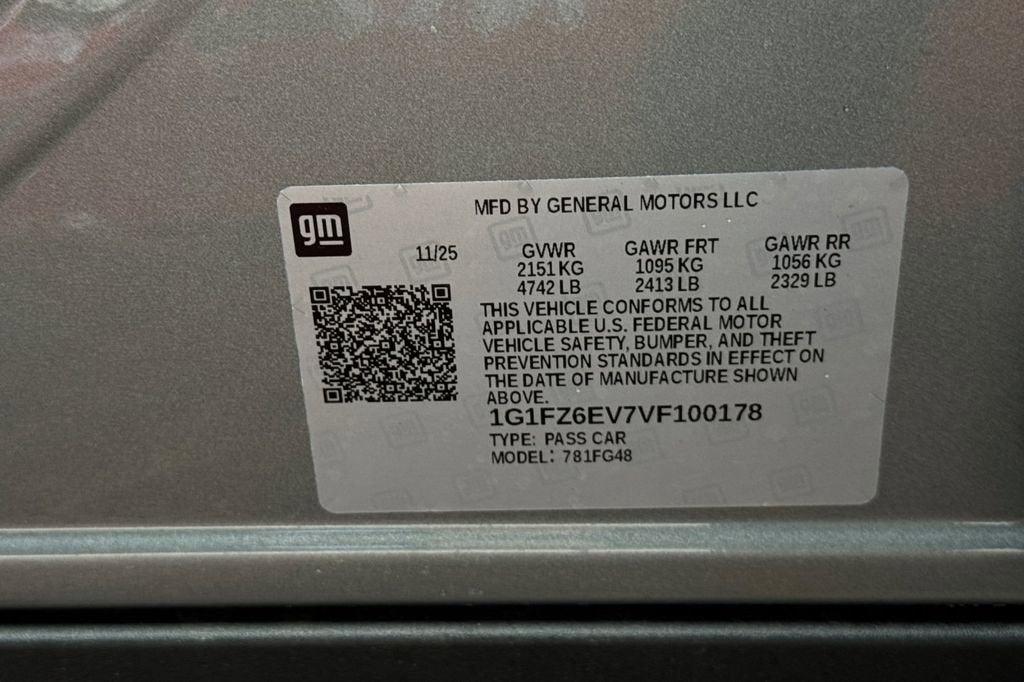 gm
MFD BY GENERAL MOTORS LLC
11/25
GVWR GAWR FRT GAWR RR
2151 KG 1095 KG 1056 KG
4742 LB 2413 LB 2329 LB
THIS VEHICLE CONFORMS TO ALL
APPLICABLE U.S. FEDERAL MOTOR
VEHICLE SAFETY, BUMPER, AND THEFT
PREVENTION STANDARDS IN EFFECT ON
THE DATE OF MANUFACTURE SHOWN
ABOVE.
1G1FZ6EV7VF100178
TYPE: PASS CAR
MODEL: 781FG48